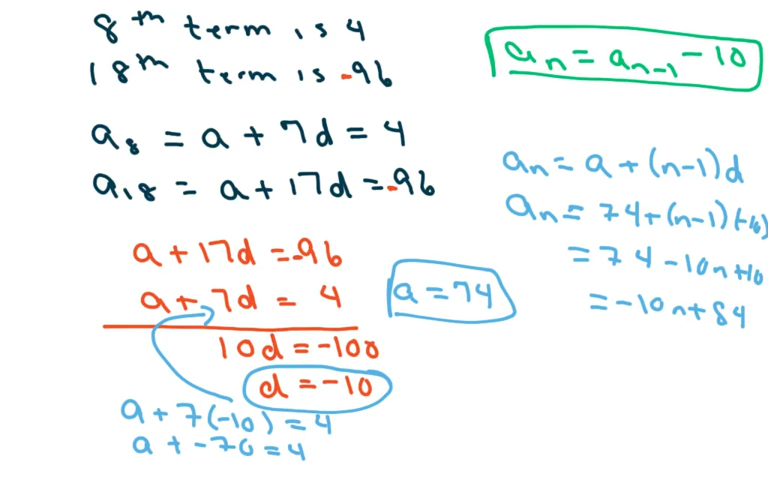 8th term is 4
18th term is -96
a8 = a + 7d = 4
a18 = a + 17d = -96
a + 17d = -96
a + 7d = 4
10d = -100
d = -10
a + 7(-10) = 4
a + -70 = 4
a = 74
an = an-1 - 10
an = a + (n-1)d
an = 74 + (n-1)(-10)
= 74 - 10n + 10
= -10n + 84